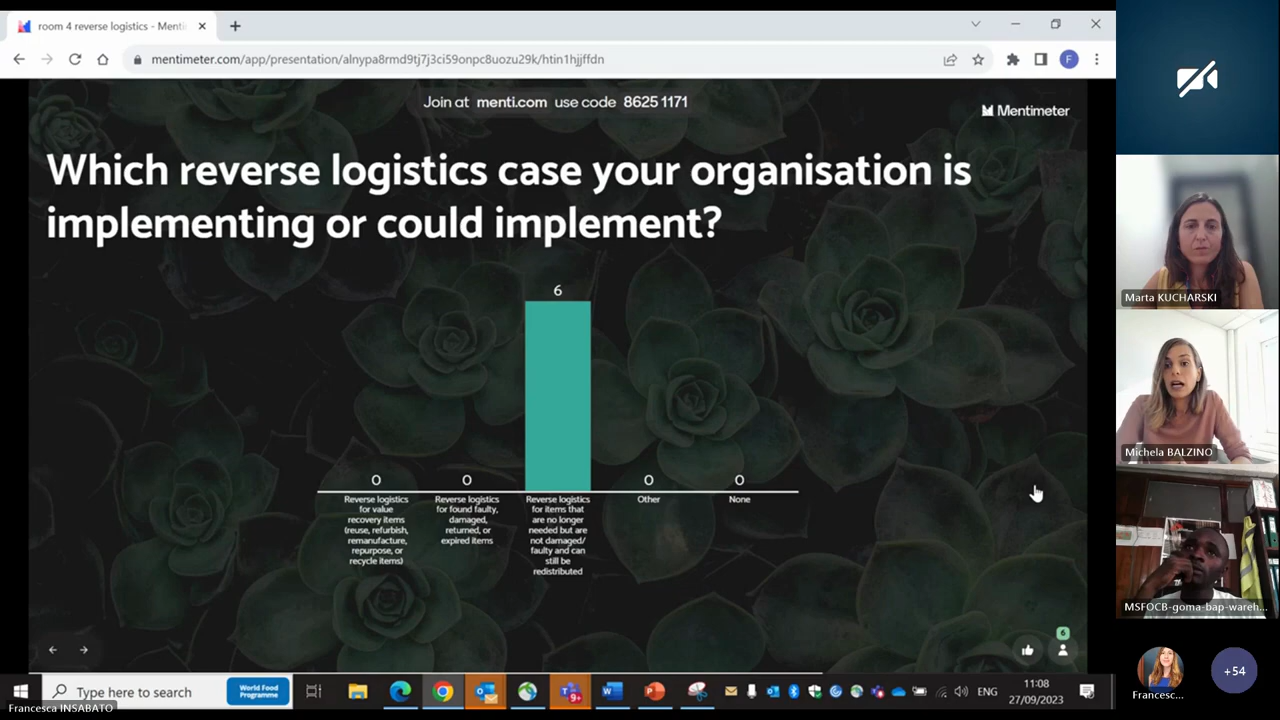 room 4 reverse logistics - Menti
mentimeter.com/app/presentation/alnypa8rmd9tj7j3ci59onpc8uozu29k/htin1hjjffdn
F
Join at menti.com use code 8625 1171
Mentimeter
Which reverse logistics case your organisation is
implementing or could implement?
6
0
0
0
0
Reverse logistics
for value
recovery items
(reuse, refurbish,
remanufacture,
repurpose, or
recycle items)
Reverse logistics
for found faulty,
damaged,
returned, or
expired items
Reverse logistics
for items that
are no longer
needed but are
not damaged/
faulty and can
still be
redistributed
Other
None
6
Type here to search
World Food
Programme
9+
ENG
11:08
27/09/2023
Francesca INSABATO
Marta KUCHARSKI
Michela BALZINO
MSFOCB-goma-bap-wareh...
Francesc...
+54